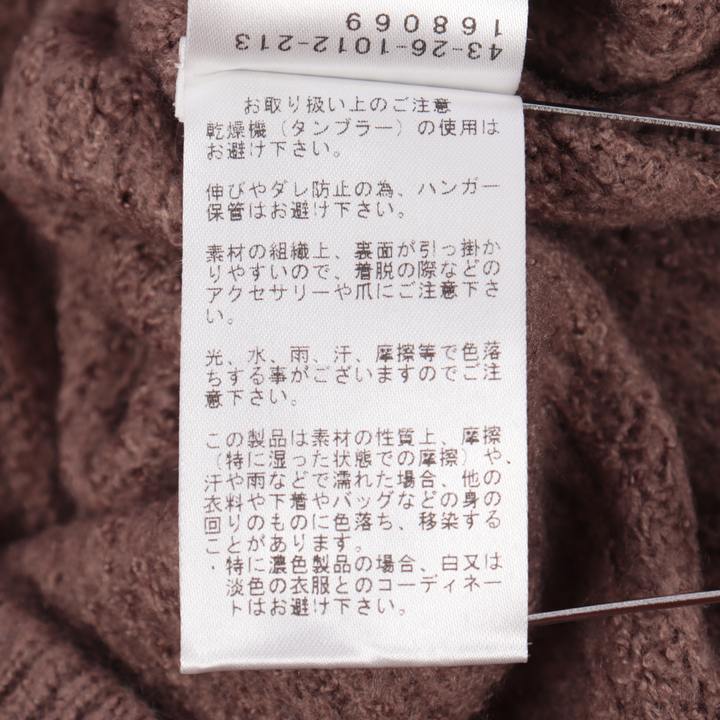 43-26-1012-213
168069
お取り扱い上のご注意
乾燥機（タンブラー）の使用は
お避け下さい。
伸びやダレ防止の為、ハンガー
保管はお避け下さい。
素材の組織上、裏面が引っ掛か
りやすいので、着脱の際などの
アクセサリーや爪にご注意下さ
い。
光、水、雨、汗、摩擦等で色落
ちする事がございますのでご注
意下さい。
この製品は素材の性質上、摩擦
（特に湿った状態での摩擦）や、
汗や雨などで濡れた場合、他の
衣料や下着やバッグなどの身の
回りのものに色落ち、移染する
ことがあります。
・特に濃色製品の場合、白又は
淡色の衣服とのコーディネー
トはお避け下さい。